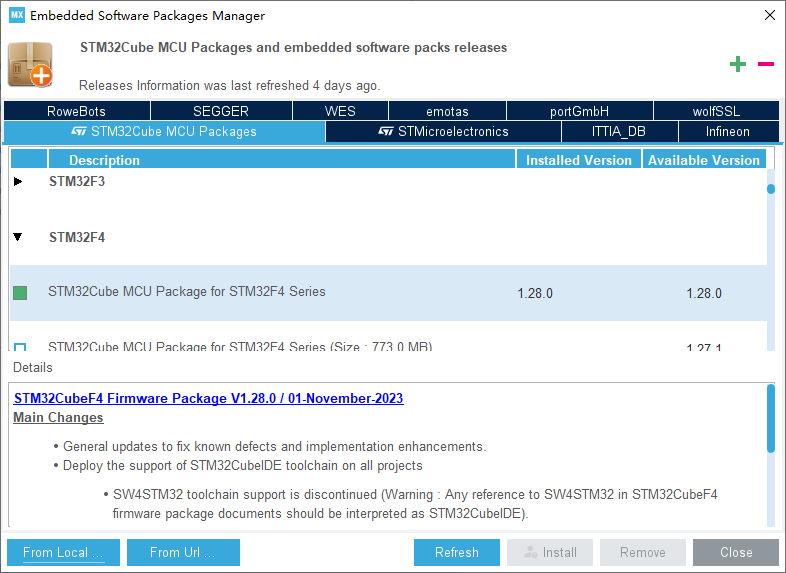 MX Embedded Software Packages Manager
STM32Cube MCU Packages and embedded software packs releases
Releases Information was last refreshed 4 days ago.
RoweBots SEGGER WES emotas portGmbH wolfSSL
STM32Cube MCU Packages STMicroelectronics ITTIA_DB Infineon
Description Installed Version Available Version
STM32F3
STM32F4
STM32Cube MCU Package for STM32F4 Series 1.28.0 1.28.0
STM32Cube MCU Package for STM32F4 Series (Size : 773.0 MB) 1.27.1
Details
STM32CubeF4 Firmware Package V1.28.0 / 01-November-2023
Main Changes
• General updates to fix known defects and implementation enhancements.
• Deploy the support of STM32CubeIDE toolchain on all projects
• SW4STM32 toolchain support is discontinued (Warning : Any reference to SW4STM32 in STM32CubeF4
firmware package documents should be interpreted as STM32CubeIDE).
From Local ... From Url ... Refresh Install Remove Close